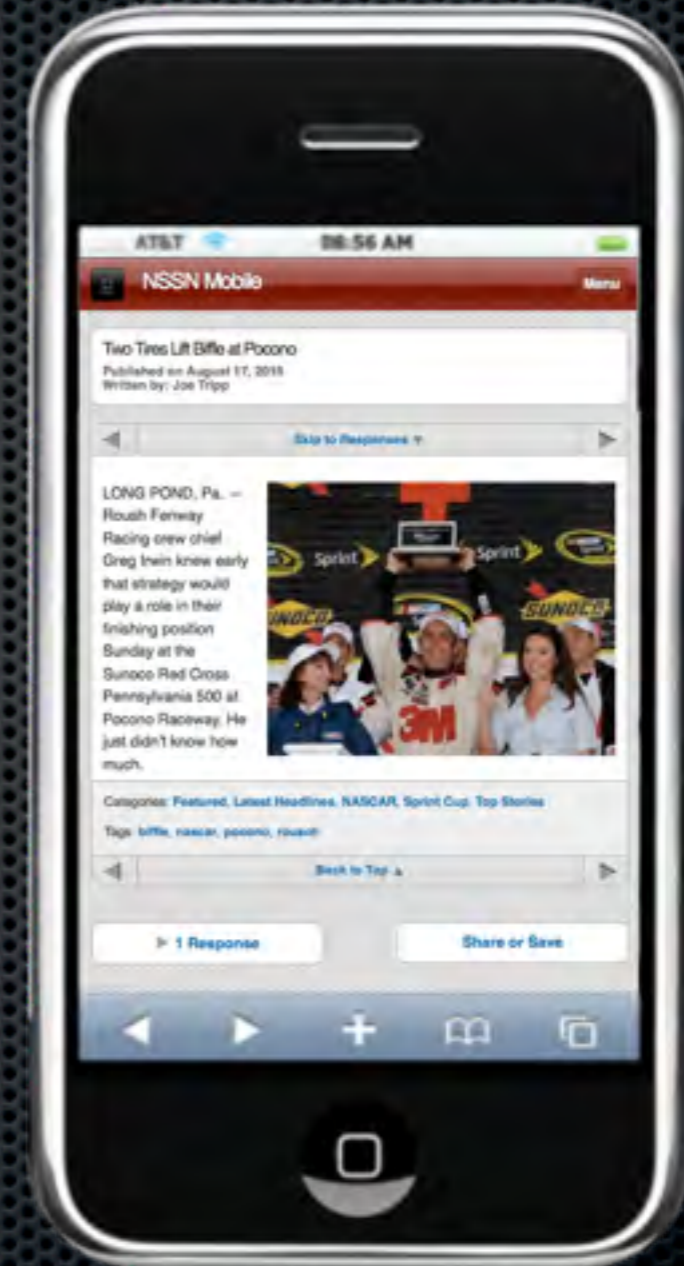 AT&T 08:56 AM
NSSN Mobile Menu
Two Tires Lift Biffle at Pocono
Published on August 17, 2010
Written by: Joe Tripp
Skip to Responses
LONG POND, Pa. —
Roush Fenway
Racing crew chief
Greg Irwin knew early
that strategy would
play a role in their
finishing position
Sunday at the
Sunoco Red Cross
Pennsylvania 500 at
Pocono Raceway. He
just didn't know how
much.
Sprint
Sprint
SUNOCO
SUNOCO
3M
Categories: Featured, Latest Headlines, NASCAR, Sprint Cup, Top Stories
Tags: biffle, nascar, pocono, roush
Back to Top
1 Response
Share or Save